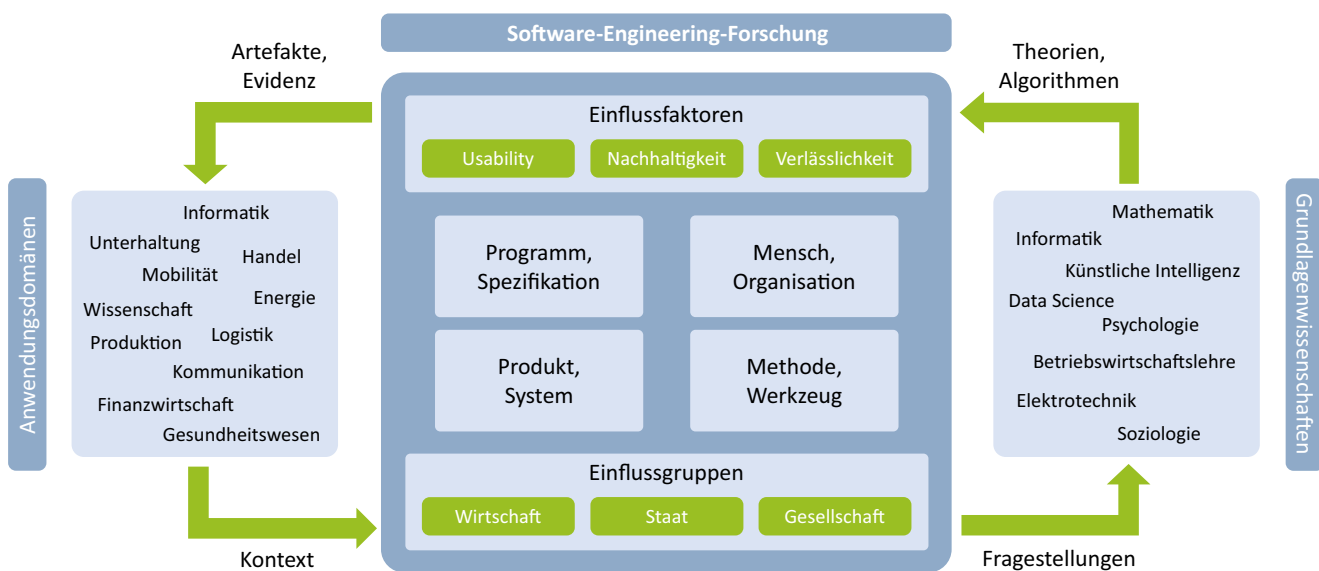 Software-Engineering-Forschung
Artefakte,
Evidenz
Theorien,
Algorithmen
Anwendungsdomänen
Informatik
Unterhaltung
Handel
Mobilität
Energie
Wissenschaft
Logistik
Produktion
Kommunikation
Finanzwirtschaft
Gesundheitswesen
Einflussfaktoren
Usability
Nachhaltigkeit
Verlässlichkeit
Programm,
Spezifikation
Mensch,
Organisation
Produkt,
System
Methode,
Werkzeug
Einflussgruppen
Wirtschaft
Staat
Gesellschaft
Mathematik
Informatik
Künstliche Intelligenz
Data Science
Psychologie
Betriebswirtschaftslehre
Elektrotechnik
Soziologie
Grundlagenwissenschaften
Kontext
Fragestellungen